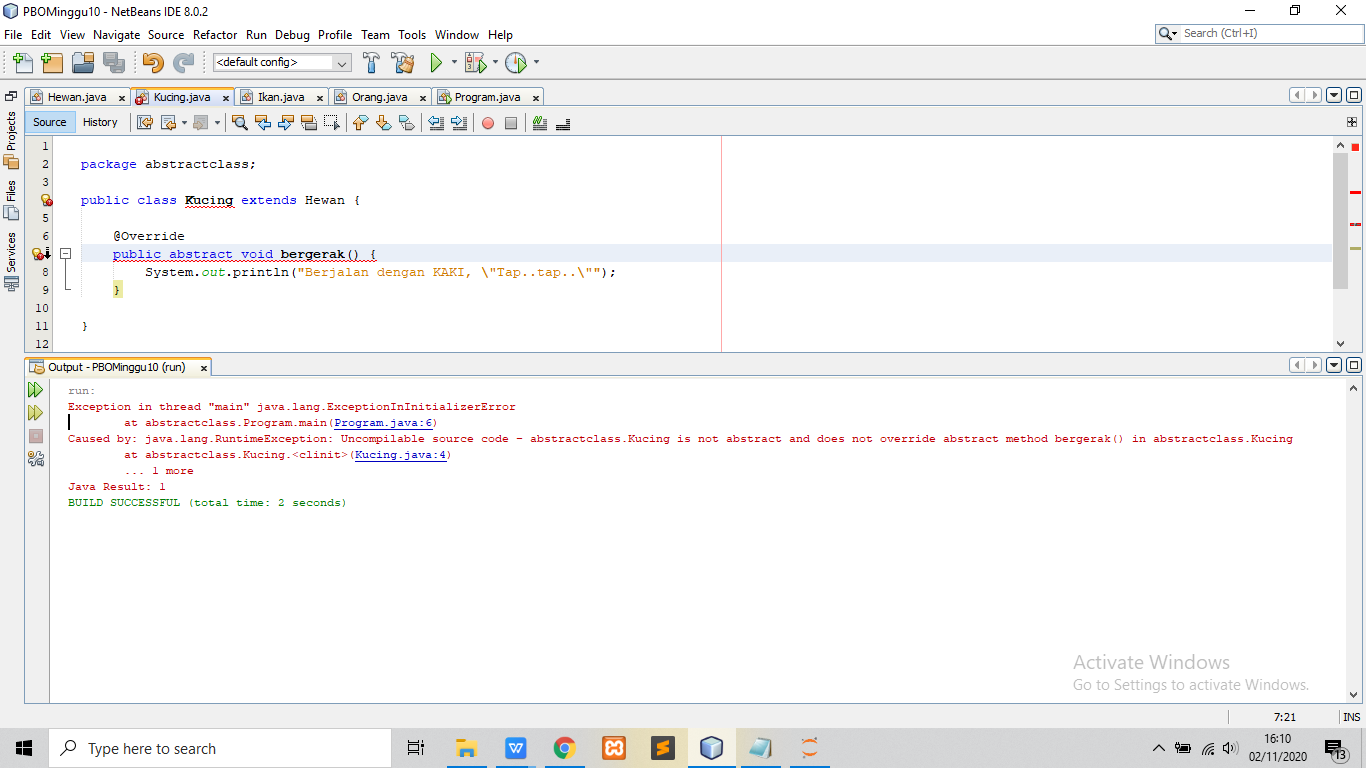 PBOMinggu10 - NetBeans IDE 8.0.2
File Edit View Navigate Source Refactor Run Debug Profile Team Tools Window Help
Search (Ctrl+I)
<default config>
Hewan.java x Kucing.java x Ikan.java x Orang.java x Program.java x
Projects
Files
Services
Source History
1
2 package abstractclass;
3
public class Kucing extends Hewan {
5
6 @Override
public abstract void bergerak() {
8 System.out.println("Berjalan dengan KAKI, \"Tap..tap..\"");
9 }
10
11 }
12
Output - PBOMinggu10 (run) x
run:
Exception in thread "main" java.lang.ExceptionInInitializerError
at abstractclass.Program.main(Program.java:6)
Caused by: java.lang.RuntimeException: Uncompilable source code - abstractclass.Kucing is not abstract and does not override abstract method bergerak() in abstractclass.Kucing
at abstractclass.Kucing.<clinit>(Kucing.java:4)
... 1 more
Java Result: 1
BUILD SUCCESSFUL (total time: 2 seconds)
Activate Windows
Go to Settings to activate Windows.
7:21 INS
Type here to search
16:10
02/11/2020
13